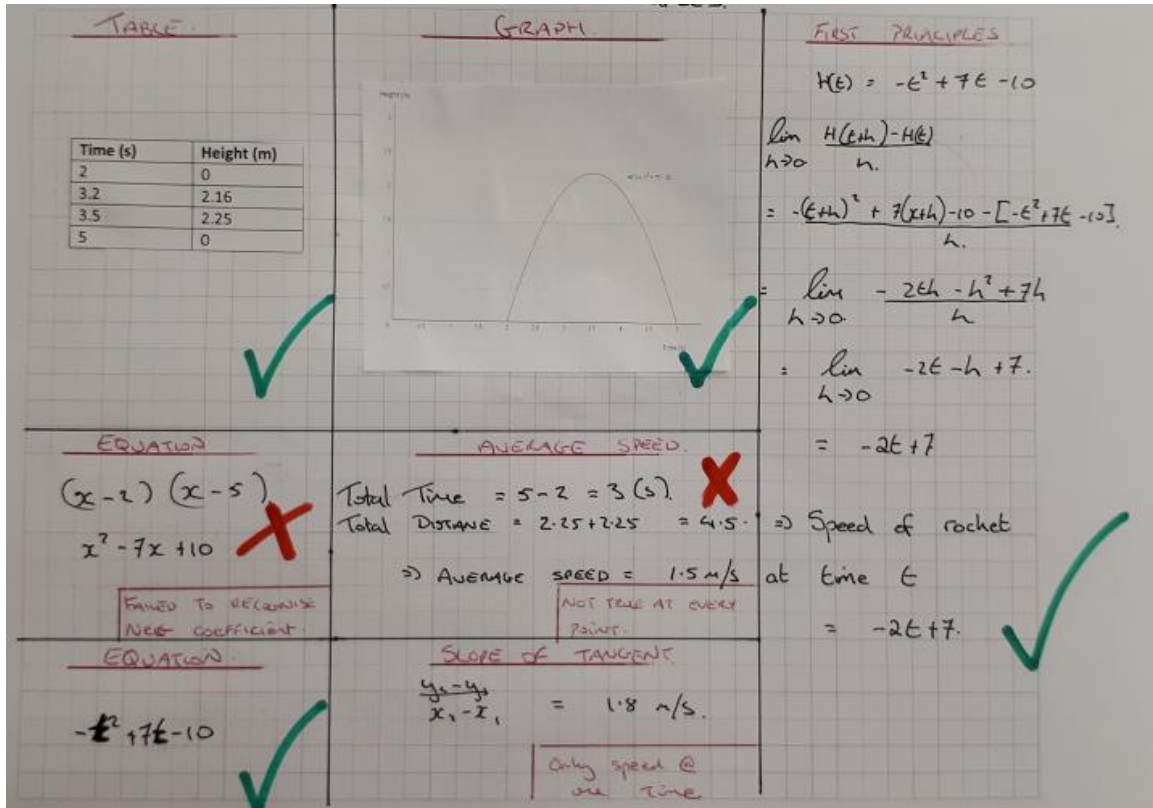 TABLE.
Time (s) Height (m)
2 0
3.2 2.16
3.5 2.25
5 0
GRAPH.
FIRST PRINCIPLES
H(t) = -t² + 7t -10
lim H(t+h) - H(t)
h→0 h.
= -(t+h)² + 7(x+h) -10 - [-t² +7t -10].
h.
= lim - 2th - h² + 7h
h→0 h
= lim -2t - h + 7.
h→0
= -2t + 7
=> Speed of rocket
at time t
= -2t + 7.
EQUATION
(x-2) (x-5)
x² - 7x + 10
FAILED TO RECOGNISE
NEG COEFFICIENT.
AVERAGE SPEED.
Total Time = 5-2 = 3 (s).
Total DISTANE = 2.25+2.25 = 4.5.
=> AVERAGE SPEED = 1.5 m/s
NOT TRUE AT EVERY
POINT.
EQUATION.
-t² +7t -10
SLOPE OF TANGENT.
y₂ - y₁
x₂ - x₁ = 1.8 m/s.
Only speed @
one Time